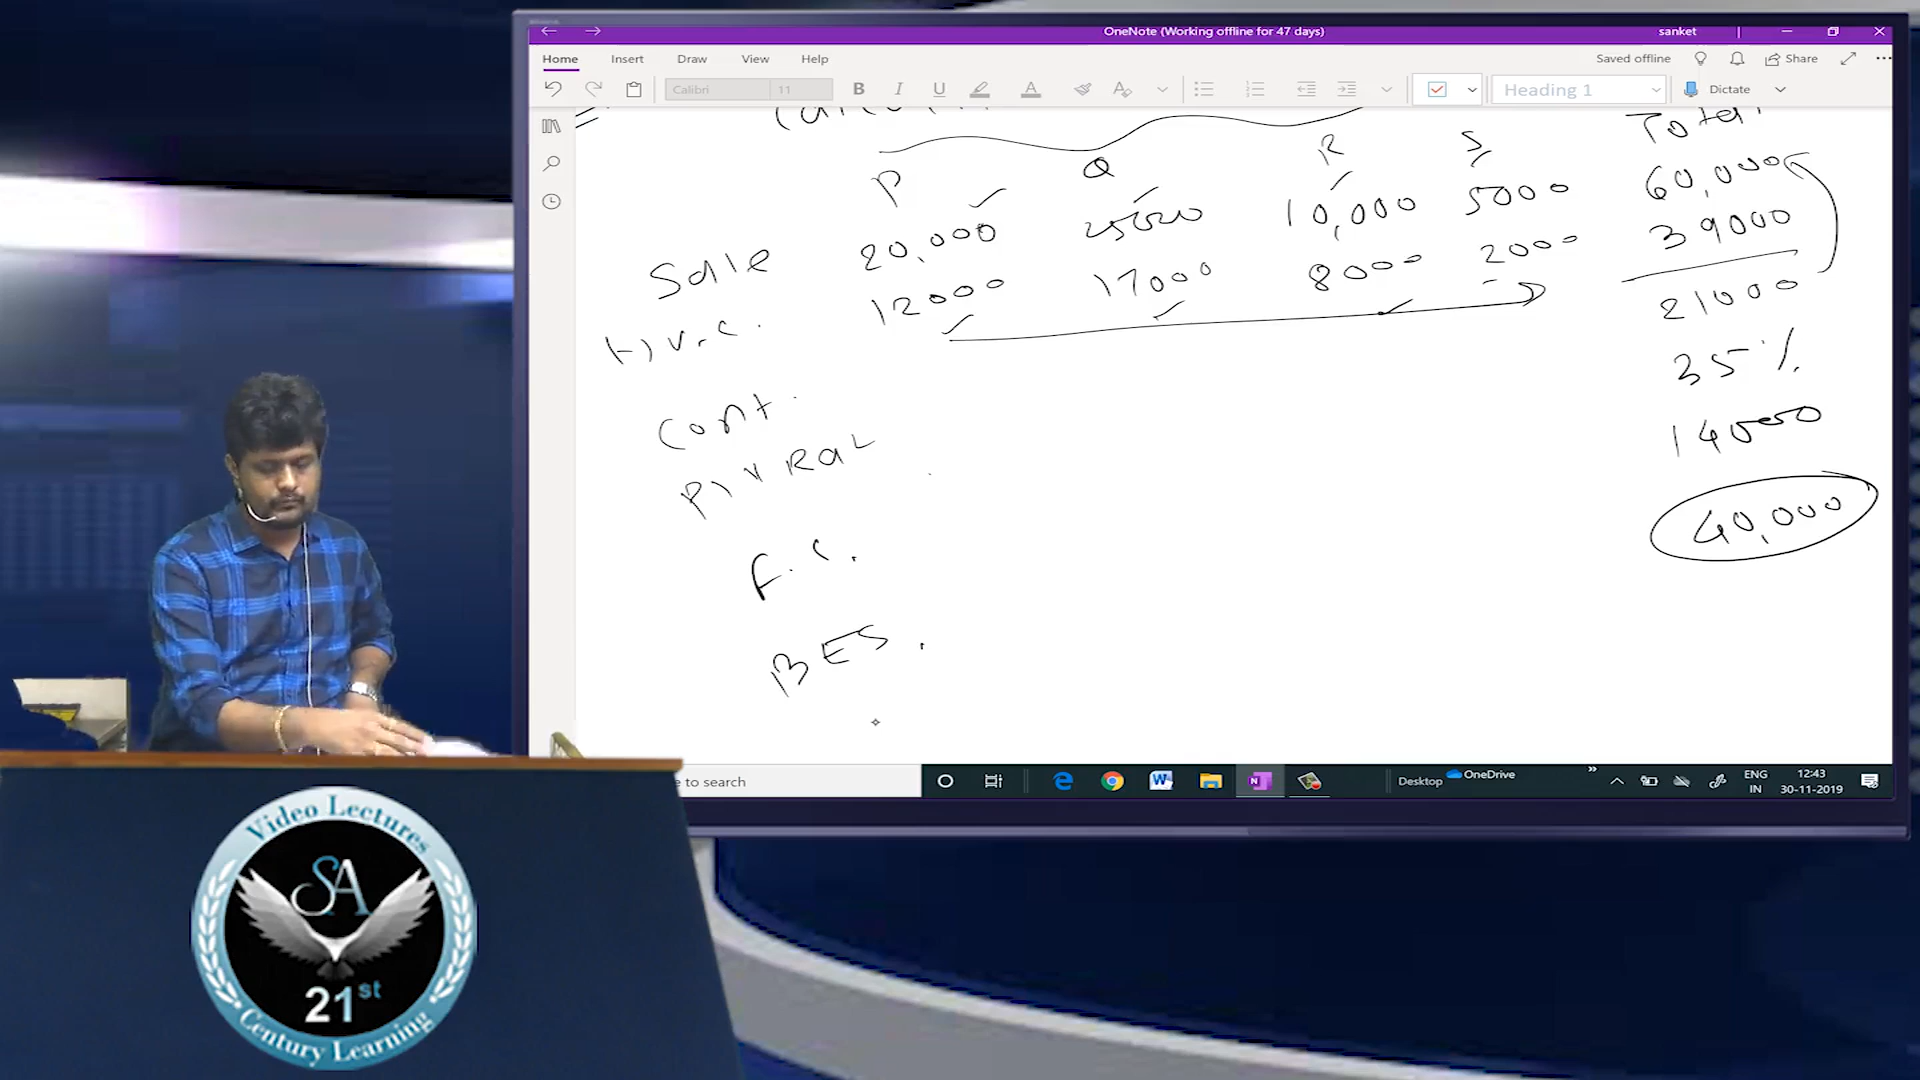 OneNote (Working offline for 47 days)
sanket
Home Insert Draw View Help
Saved offline
Share
Calibri 11
B I U A
Heading 1
Dictate
Total
P Q R S
Sale 20,000 25000 10,000 5000 60,000
(-) V.C. 12000 17000 8000 2000 39000
Cont. 21000
P/V Ratio 35%
F.C. 14000
BES. 40,000
e to search
Desktop
OneDrive
ENG
IN
12:43
30-11-2019
Video Lectures
SA
21st
Century Learning